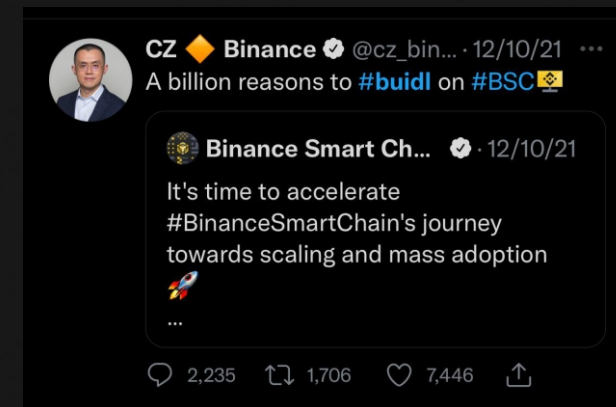 CZ 🔶 Binance @cz_bin... · 12/10/21 ...
A billion reasons to #buidl on #BSC
Binance Smart Ch... · 12/10/21
It's time to accelerate
#BinanceSmartChain's journey
towards scaling and mass adoption
🚀
...
2,235 1,706 7,446